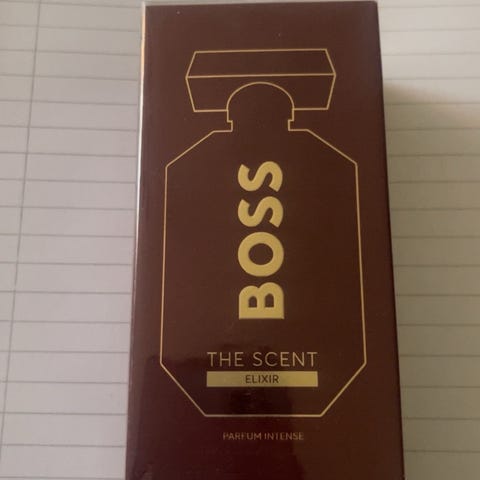 BOSS
THE SCENT
ELIXIR
PARFUM INTENSE